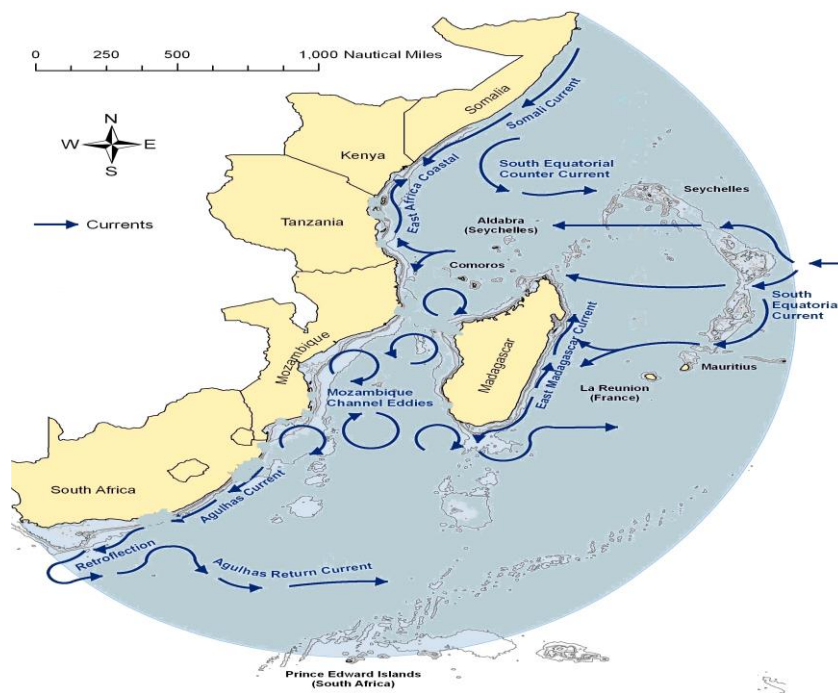 0 250 500 1,000 Nautical Miles
N
W E
S
Currents
Somalia
Somali Current
Kenya
South Equatorial
Counter Current
Seychelles
East Africa Coastal
Tanzania
Aldabra
(Seychelles)
Comoros
South
Equatorial
Current
Mozambique
Madagascar
East Madagascar Current
Mauritius
La Reunion
(France)
Mozambique
Channel Eddies
South Africa
Agulhas Current
Retroflection
Agulhas Return Current
Prince Edward Islands
(South Africa)